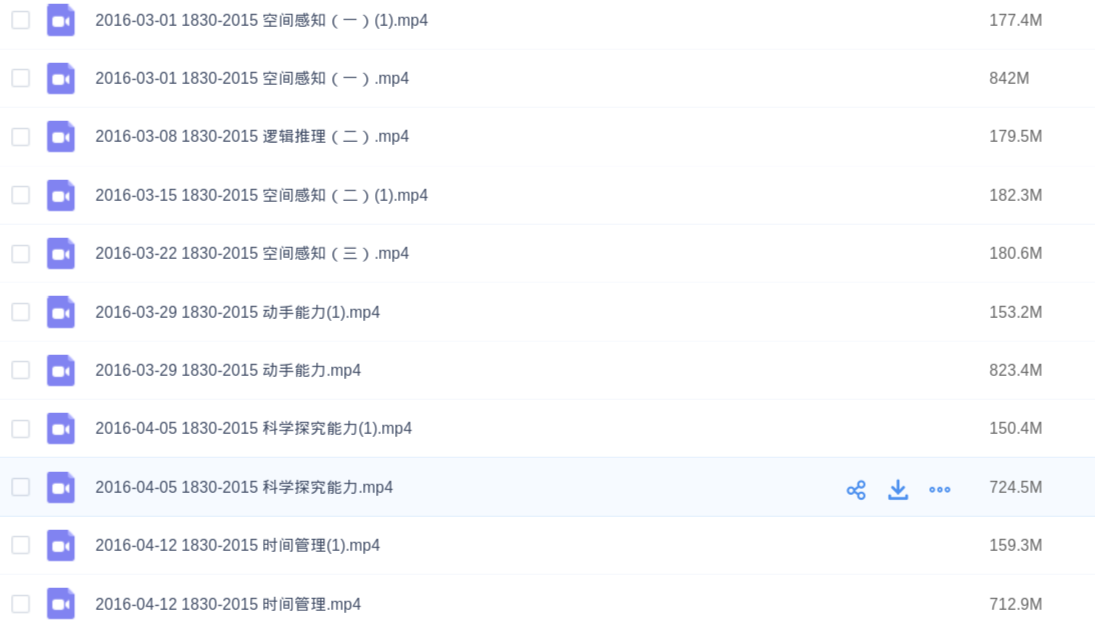 2016-03-01 1830-2015 空间感知（一）(1).mp4 177.4M
2016-03-01 1830-2015 空间感知（一）.mp4 842M
2016-03-08 1830-2015 逻辑推理（二）.mp4 179.5M
2016-03-15 1830-2015 空间感知（二）(1).mp4 182.3M
2016-03-22 1830-2015 空间感知（三）.mp4 180.6M
2016-03-29 1830-2015 动手能力(1).mp4 153.2M
2016-03-29 1830-2015 动手能力.mp4 823.4M
2016-04-05 1830-2015 科学探究能力(1).mp4 150.4M
2016-04-05 1830-2015 科学探究能力.mp4 724.5M
2016-04-12 1830-2015 时间管理(1).mp4 159.3M
2016-04-12 1830-2015 时间管理.mp4 712.9M